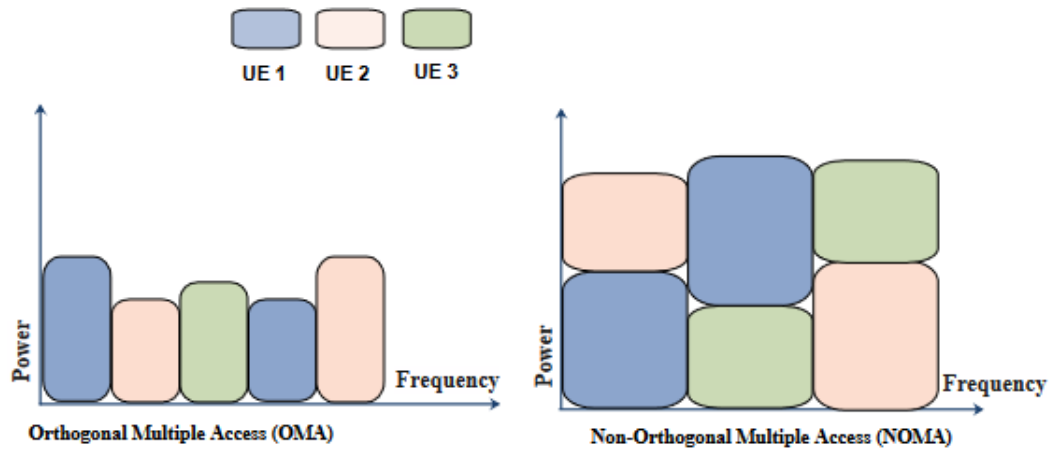 UE 1 UE 2 UE 3
Power
Frequency
Orthogonal Multiple Access (OMA)
Power
Frequency
Non-Orthogonal Multiple Access (NOMA)